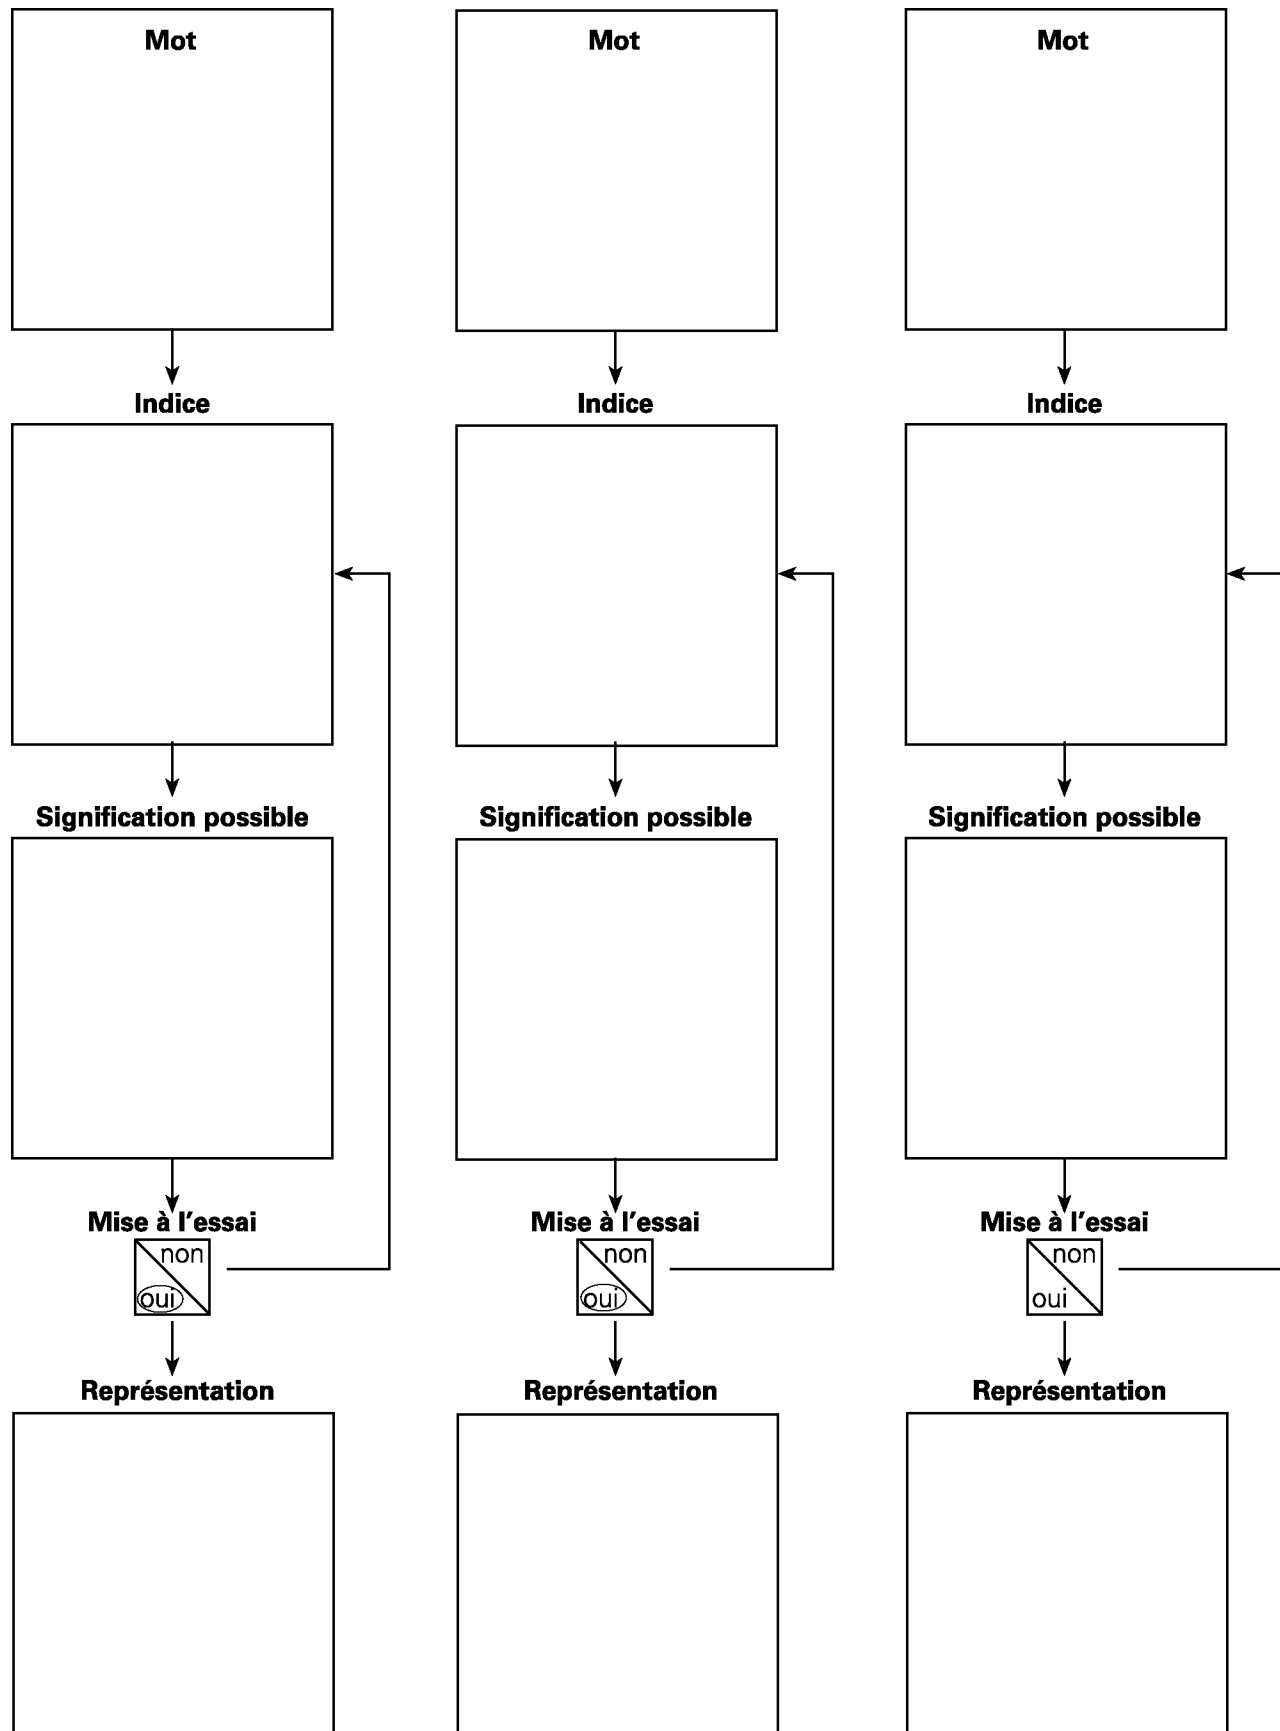 Mot
Mot
Mot
Indice
Indice
Indice
Signification possible
Signification possible
Signification possible
Mise à l'essai
Mise à l'essai
Mise à l'essai
non
non
non
oui
oui
oui
Représentation
Représentation
Représentation